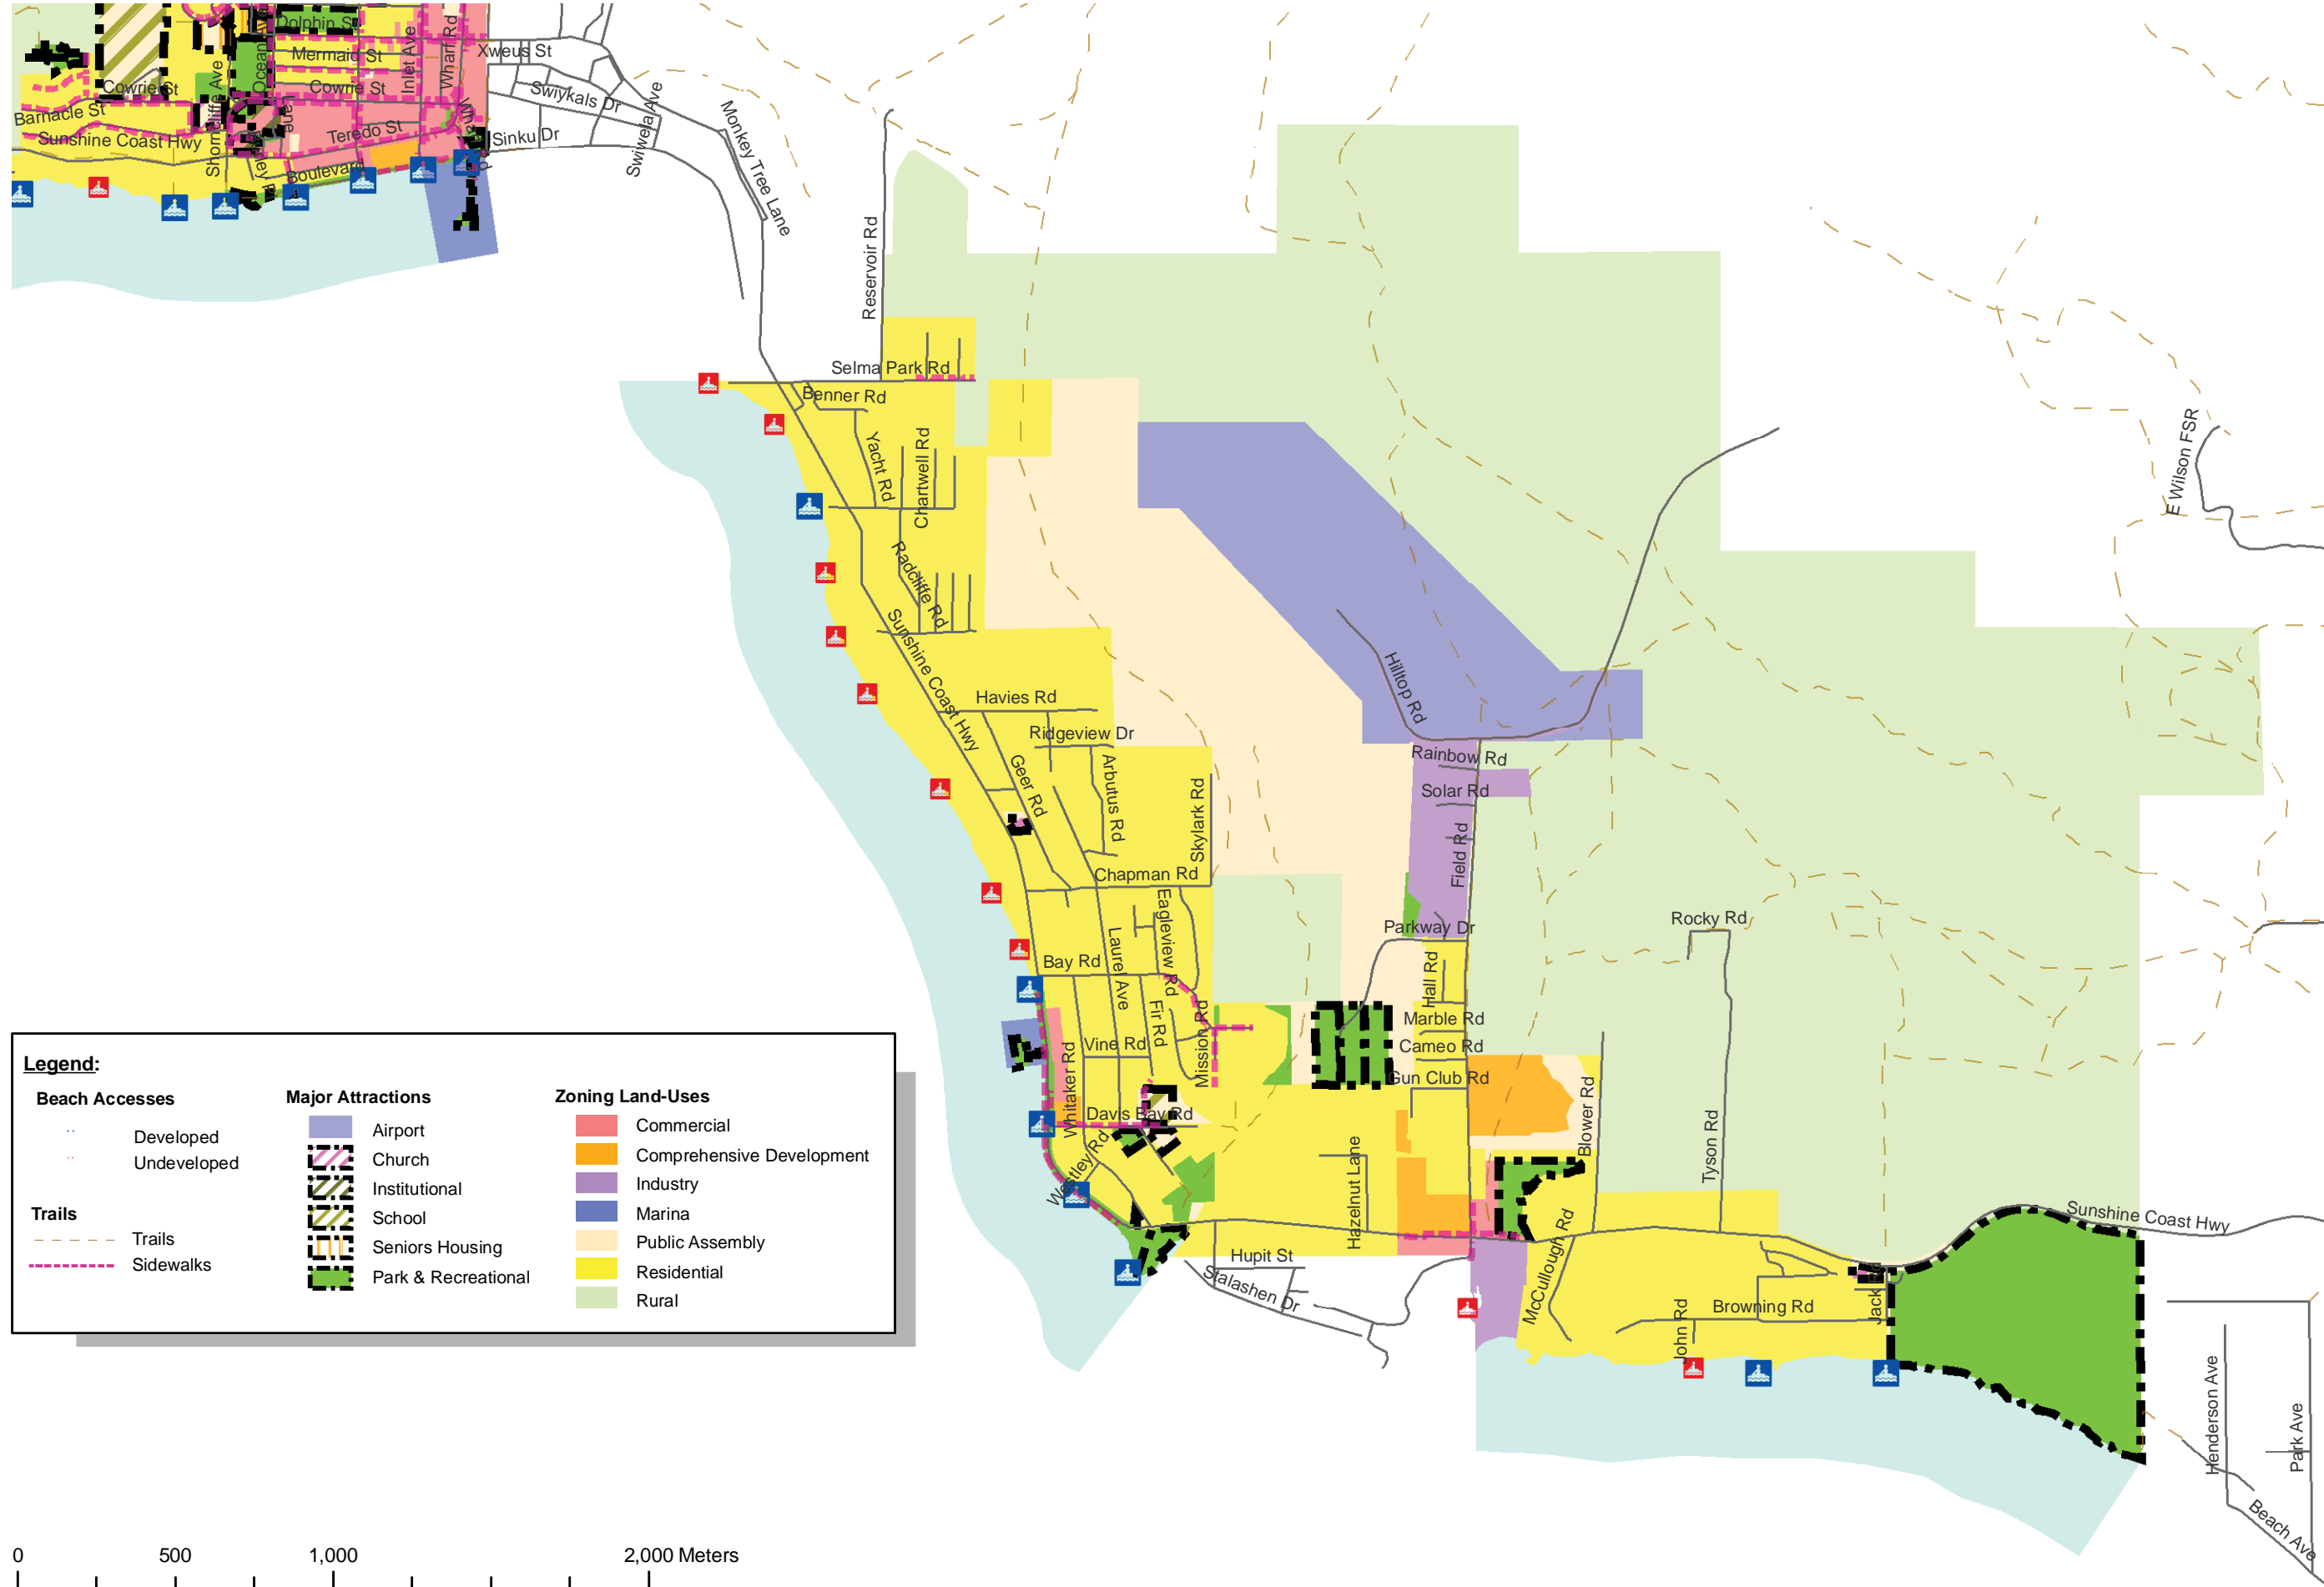 Dolphin St
Ocean Ave
Inlet Ave
Wharf Rd
Mermaid St
Xweus St
Cowrie St
Cowrie St
Shorncliffe Ave
Swiykals Dr
Swiwelal Ave
Barnacle St
Lane
Teredo St
Sinku Dr
Sunshine Coast Hwy
Boulevard
Monkey Tree Lane
Reservoir Rd
Selma Park Rd
Benner Rd
Yacht Rd
Chartwell Rd
E Wilson FSR
Radcliffe Rd
Sunshine Coast Hwy
Havies Rd
Hilltop Rd
Ridgeview Dr
Rainbow Rd
Geer Rd
Arbutus Rd
Skylark Rd
Solar Rd
Field Rd
Chapman Rd
Eagleview Rd
Parkway Dr
Rocky Rd
Laurel Ave
Bay Rd
Hall Rd
Fir Rd
Mission Rd
Marble Rd
Vine Rd
Cameo Rd
Whitaker Rd
Gun Club Rd
Davis Bay Rd
Blower Rd
Tyson Rd
Westley Rd
Hazelnut Lane
Sunshine Coast Hwy
McCullough Rd
Hupit St
Stalashen Dr
Browning Rd
John Rd
Jack
Henderson Ave
Park Ave
Beach Ave
Legend:
Beach Accesses
Developed
Undeveloped
Trails
Trails
Sidewalks
Major Attractions
Airport
Church
Institutional
School
Seniors Housing
Park & Recreational
Zoning Land-Uses
Commercial
Comprehensive Development
Industry
Marina
Public Assembly
Residential
Rural
0 500 1,000 2,000 Meters